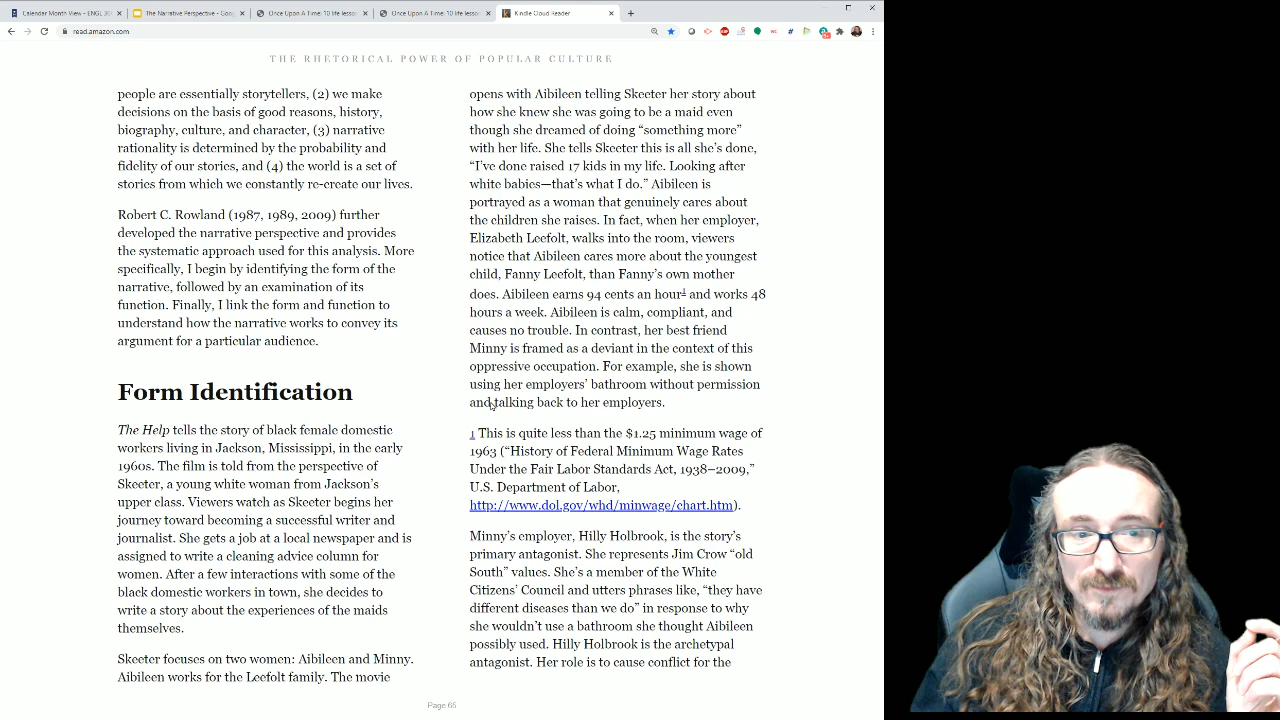 Calendar Month View - ENGL 20
The Narrative Perspective - Goo
Once Upon A Time: 10 life lesso
Once Upon A Time: 10 life lesso
Kindle Cloud Reader
read.amazon.com
THE RHETORICAL POWER OF POPULAR CULTURE
people are essentially storytellers, (2) we make
decisions on the basis of good reasons, history,
biography, culture, and character, (3) narrative
rationality is determined by the probability and
fidelity of our stories, and (4) the world is a set of
stories from which we constantly re-create our lives.
Robert C. Rowland (1987, 1989, 2009) further
developed the narrative perspective and provides
the systematic approach used for this analysis. More
specifically, I begin by identifying the form of the
narrative, followed by an examination of its
function. Finally, I link the form and function to
understand how the narrative works to convey its
argument for a particular audience.
Form Identification
The Help tells the story of black female domestic
workers living in Jackson, Mississippi, in the early
1960s. The film is told from the perspective of
Skeeter, a young white woman from Jackson's
upper class. Viewers watch as Skeeter begins her
journey toward becoming a successful writer and
journalist. She gets a job at a local newspaper and is
assigned to write a cleaning advice column for
women. After a few interactions with some of the
black domestic workers in town, she decides to
write a story about the experiences of the maids
themselves.
Skeeter focuses on two women: Aibileen and Minny.
Aibileen works for the Leefolt family. The movie
opens with Aibileen telling Skeeter her story about
how she knew she was going to be a maid even
though she dreamed of doing “something more”
with her life. She tells Skeeter this is all she's done,
“I've done raised 17 kids in my life. Looking after
white babies—that's what I do.” Aibileen is
portrayed as a woman that genuinely cares about
the children she raises. In fact, when her employer,
Elizabeth Leefolt, walks into the room, viewers
notice that Aibileen cares more about the youngest
child, Fanny Leefolt, than Fanny's own mother
does. Aibileen earns 94 cents an hour1 and works 48
hours a week. Aibileen is calm, compliant, and
causes no trouble. In contrast, her best friend
Minny is framed as a deviant in the context of this
oppressive occupation. For example, she is shown
using her employers' bathroom without permission
and talking back to her employers.
1 This is quite less than the $1.25 minimum wage of
1963 (“History of Federal Minimum Wage Rates
Under the Fair Labor Standards Act, 1938–2009,”
U.S. Department of Labor,
http://www.dol.gov/whd/minwage/chart.htm).
Minny's employer, Hilly Holbrook, is the story's
primary antagonist. She represents Jim Crow “old
South” values. She's a member of the White
Citizens' Council and utters phrases like, “they have
different diseases than we do” in response to why
she wouldn't use a bathroom she thought Aibileen
possibly used. Hilly Holbrook is the archetypal
antagonist. Her role is to cause conflict for the
Page 65